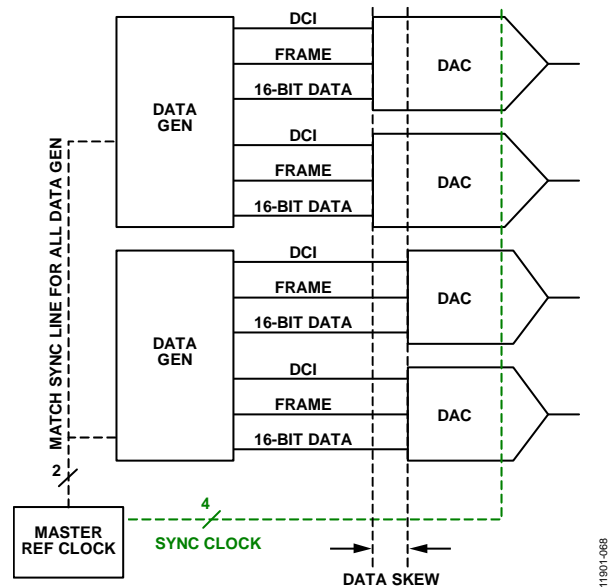 DCI
FRAME
16-BIT DATA
DAC
DATA
GEN
DCI
FRAME
16-BIT DATA
DAC
MATCH SYNC LINE FOR ALL DATA GEN
DCI
FRAME
16-BIT DATA
DAC
DATA
GEN
DCI
FRAME
16-BIT DATA
DAC
2
MASTER
REF CLOCK
4
SYNC CLOCK
DATA SKEW
11901-068